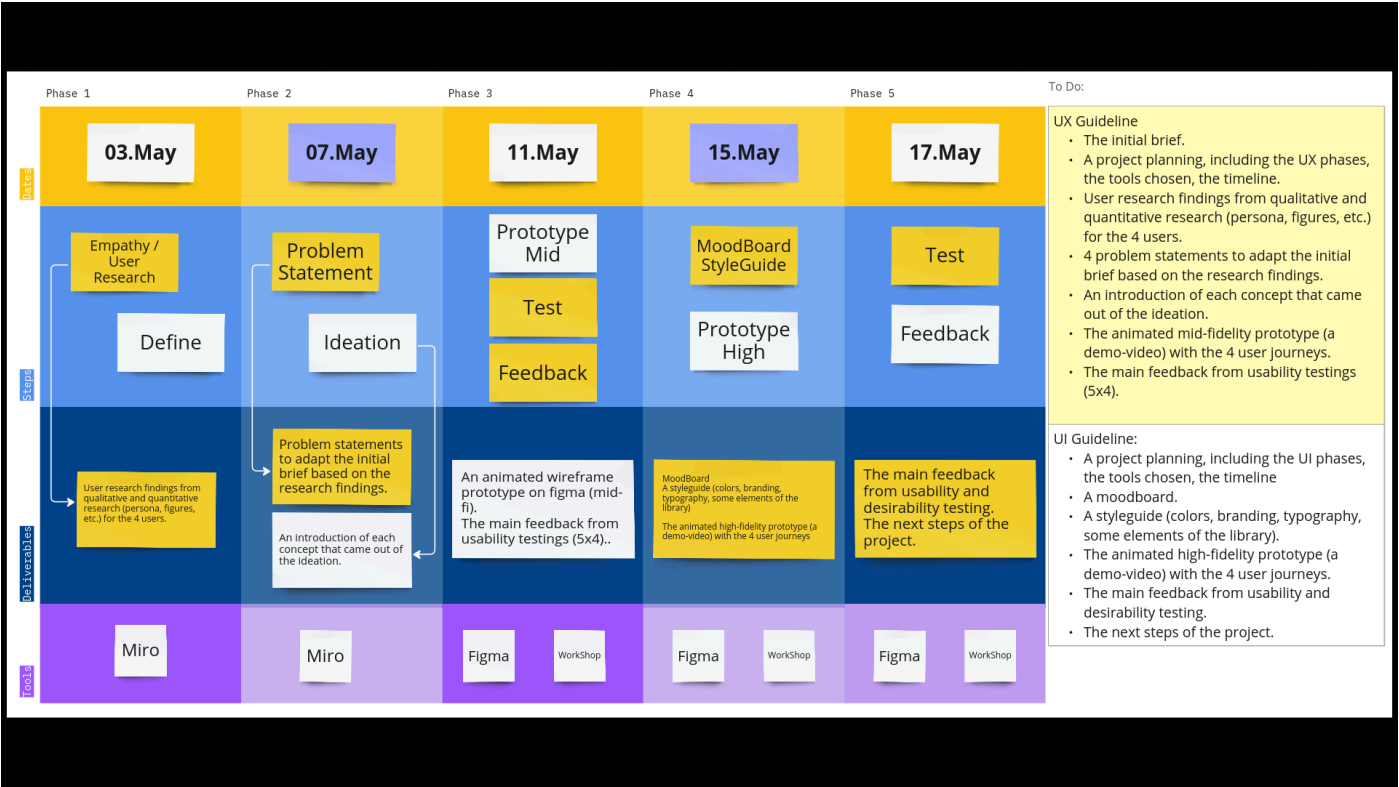 Phase 1
Phase 2
Phase 3
Phase 4
Phase 5
To Do:
Dates
03.May
07.May
11.May
15.May
17.May
Steps
Empathy /
User
Research
Define
Problem
Statement
Ideation
Prototype
Mid
Test
Feedback
MoodBoard
StyleGuide
Prototype
High
Test
Feedback
Deliverables
User research findings from
qualitative and quantitative
research (persona, figures,
etc.) for the 4 users.
Problem statements
to adapt the initial
brief based on the
research findings.
An introduction of each
concept that came out of
the ideation.
An animated wireframe
prototype on figma (mid-
fi).
The main feedback from
usability testings (5x4)..
MoodBoard
A styleguide (colors, branding,
typography, some elements of the
library)
The animated high-fidelity prototype (a
demo-video) with the 4 user journeys
The main feedback
from usability and
desirability testing.
The next steps of the
project.
Tools
Miro
Miro
Figma
WorkShop
Figma
WorkShop
Figma
WorkShop
UX Guideline
• The initial brief.
• A project planning, including the UX phases,
the tools chosen, the timeline.
• User research findings from qualitative and
quantitative research (persona, figures, etc.)
for the 4 users.
• 4 problem statements to adapt the initial
brief based on the research findings.
• An introduction of each concept that came
out of the ideation.
• The animated mid-fidelity prototype (a
demo-video) with the 4 user journeys.
• The main feedback from usability testings
(5x4).
UI Guideline:
• A project planning, including the UI phases,
the tools chosen, the timeline
• A moodboard.
• A styleguide (colors, branding, typography,
some elements of the library).
• The animated high-fidelity prototype (a
demo-video) with the 4 user journeys.
• The main feedback from usability and
desirability testing.
• The next steps of the project.